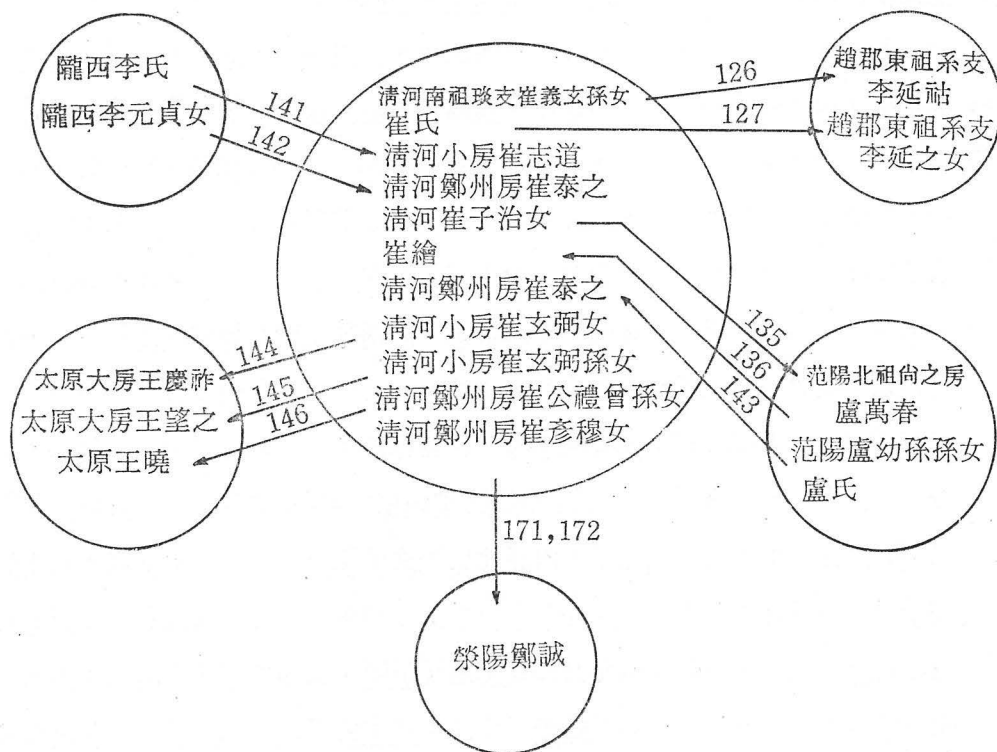 隴西李氏
隴西李元貞女
141
142
清河南祖琰支崔義玄孫女
崔氏
清河小房崔志道
清河鄭州房崔泰之
清河崔子治女
崔繪
清河鄭州房崔泰之
清河小房崔玄弼女
清河小房崔玄弼孫女
清河鄭州房崔公禮曾孫女
清河鄭州房崔彥穆女
126
127
趙郡東祖系支
李延祜
趙郡東祖系支
李延之女
135
136
143
范陽北祖尙之房
盧萬春
范陽盧幼孫孫女
盧氏
144
145
146
太原大房王慶祚
太原大房王望之
太原王曉
171,172
滎陽鄭誠